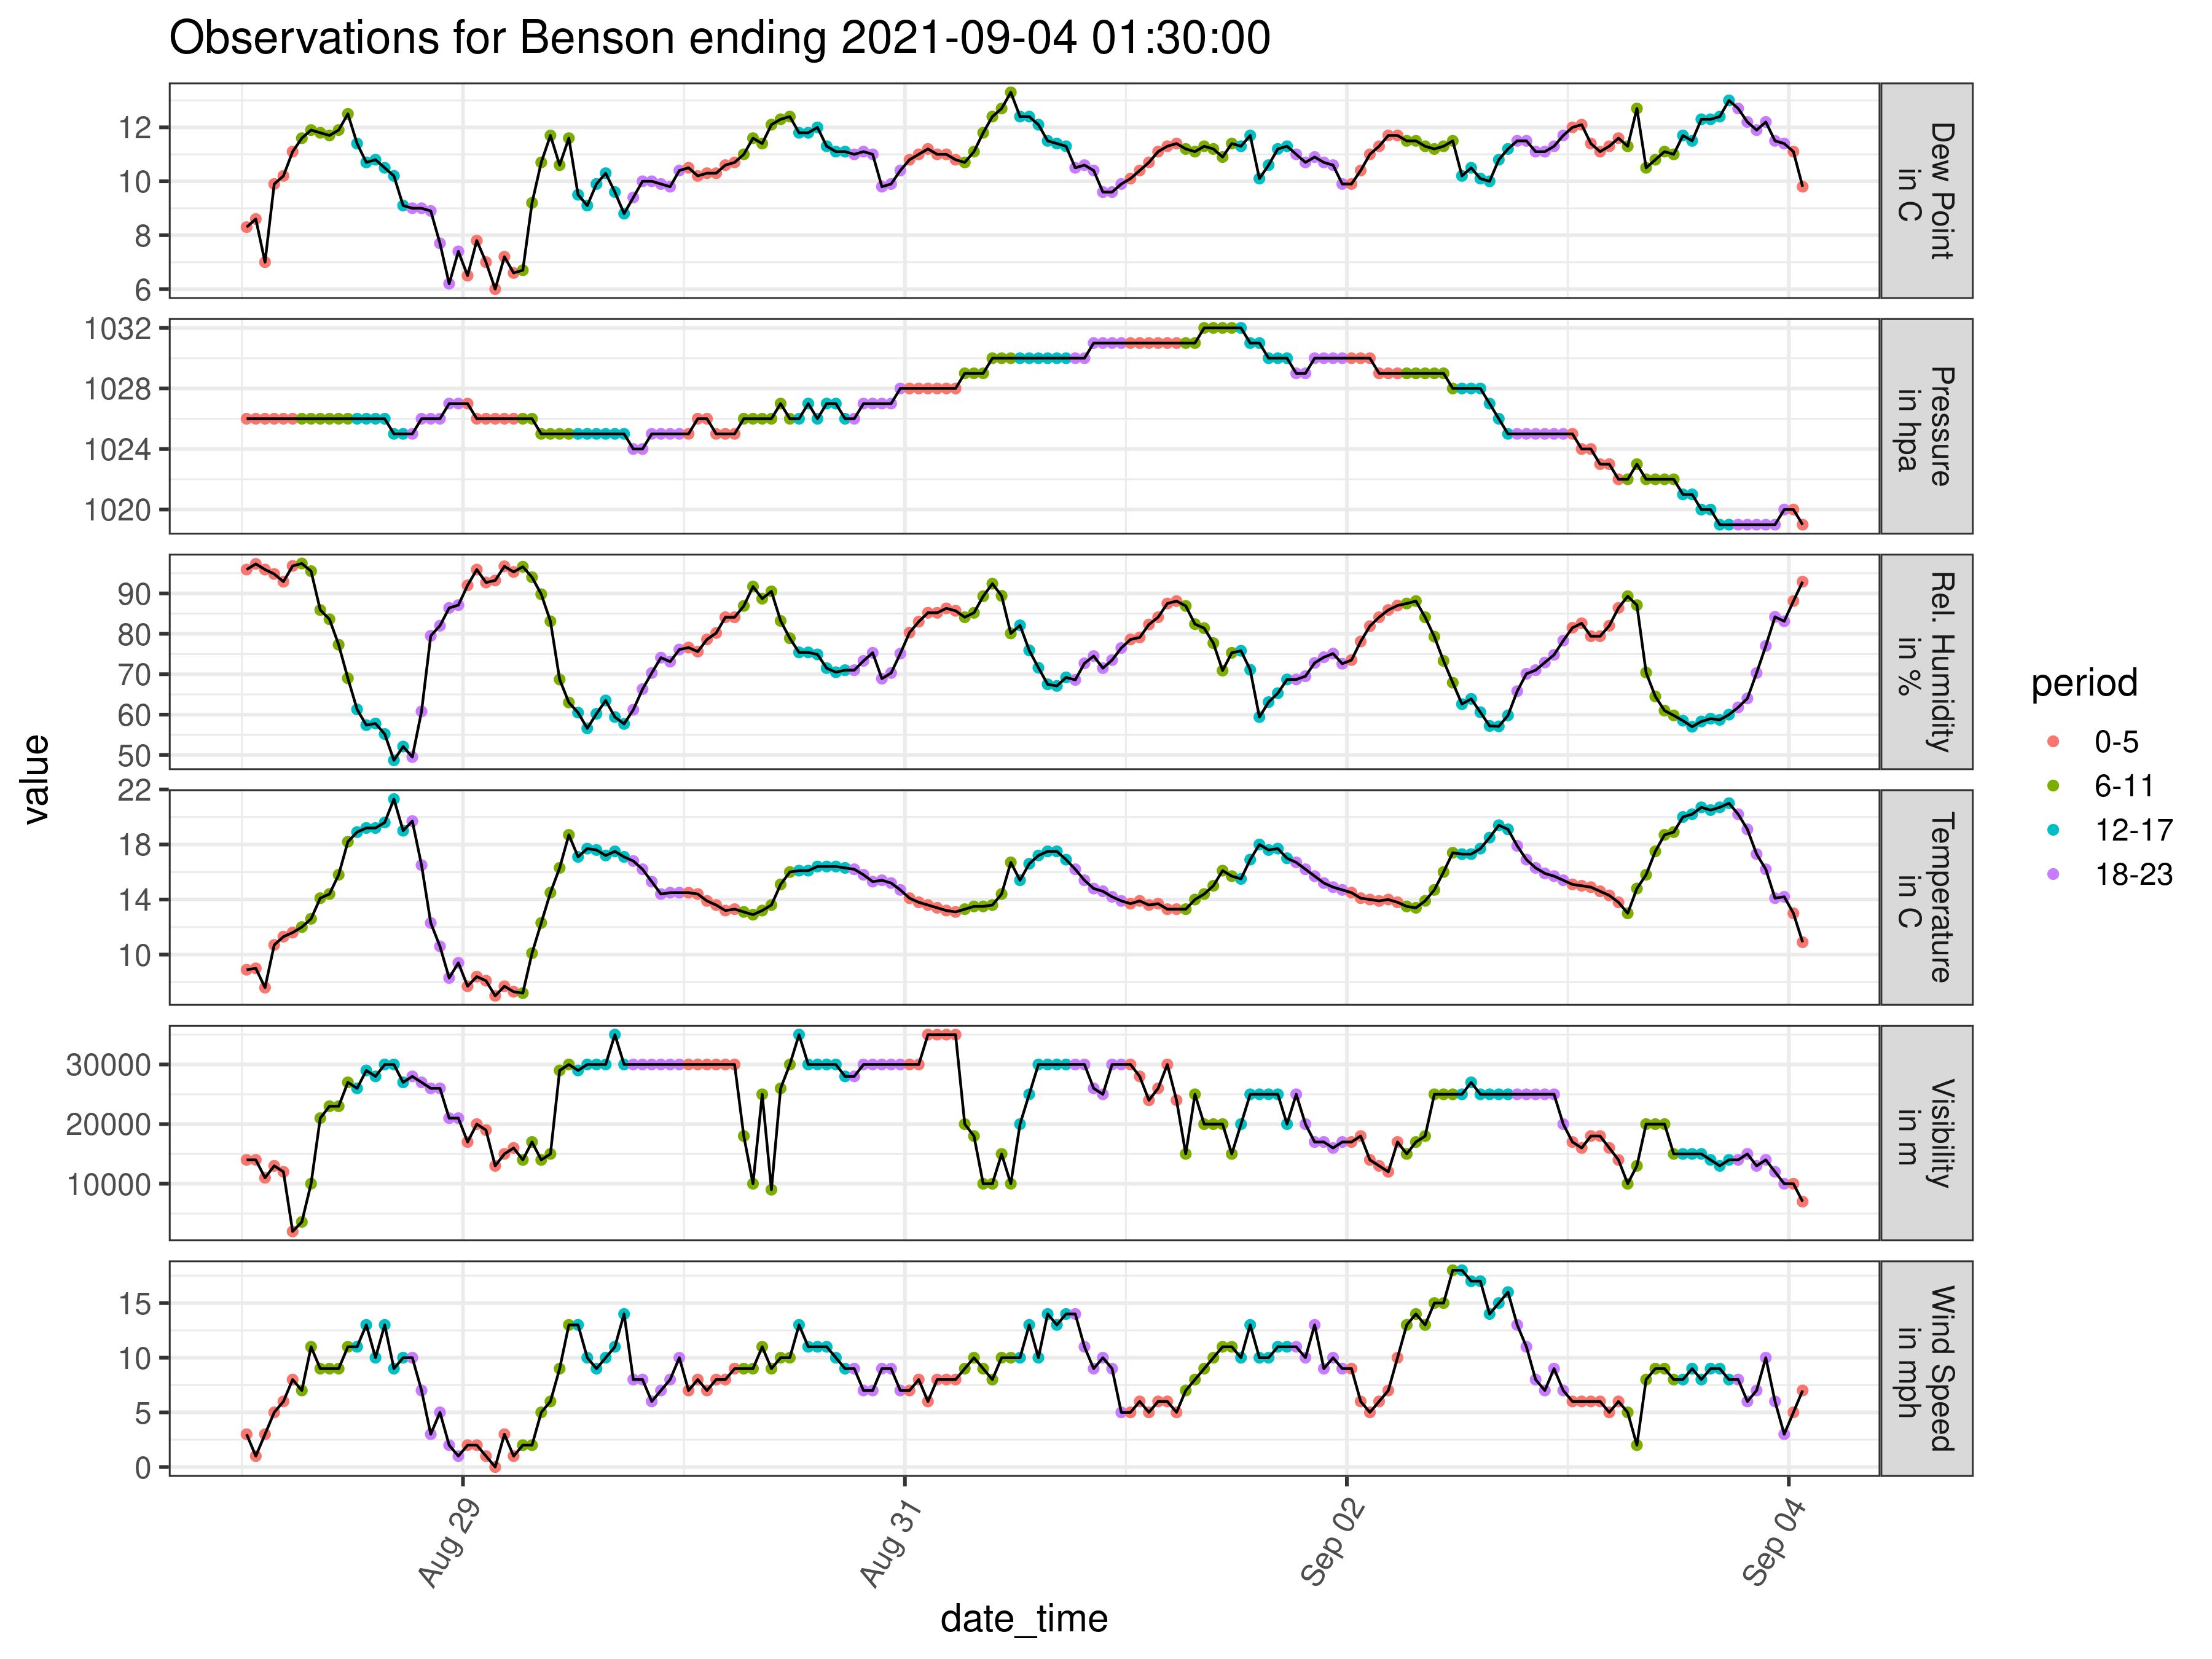 Observations for Benson ending 2021-09-04 01:30:00
value
12
10
8
6
Dew Point
in C
1032
1028
1024
1020
Pressure
in hpa
90
80
70
60
50
Rel. Humidity
in %
22
18
14
10
Temperature
in C
30000
20000
10000
Visibility
in m
15
10
5
0
Wind Speed
in mph
Aug 29
Aug 31
Sep 02
Sep 04
date_time
period
0-5
6-11
12-17
18-23